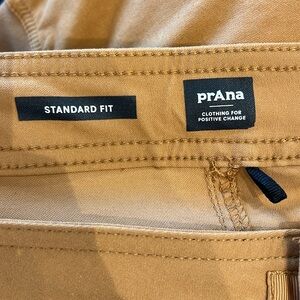 STANDARD FIT
prAna
CLOTHING FOR
POSITIVE CHANGE